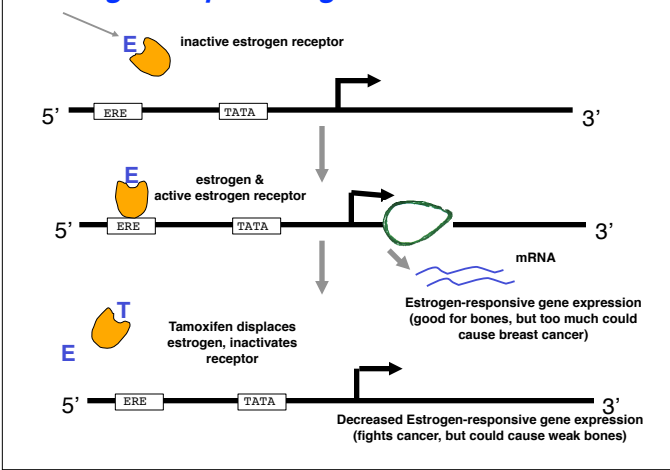 E
inactive estrogen receptor
5’
ERE
TATA
3’
E
estrogen &
active estrogen receptor
5’
ERE
TATA
3’
mRNA
Estrogen-responsive gene expression
(good for bones, but too much could
cause breast cancer)
T
E
Tamoxifen displaces
estrogen, inactivates
receptor
5’
ERE
TATA
3’
Decreased Estrogen-responsive gene expression
(fights cancer, but could cause weak bones)